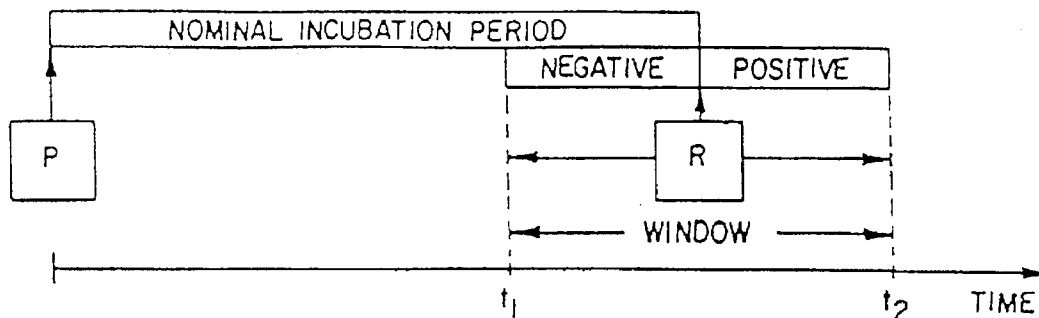 NOMINAL INCUBATION PERIOD
NEGATIVE POSITIVE
P
R
WINDOW
t1 t2 TIME